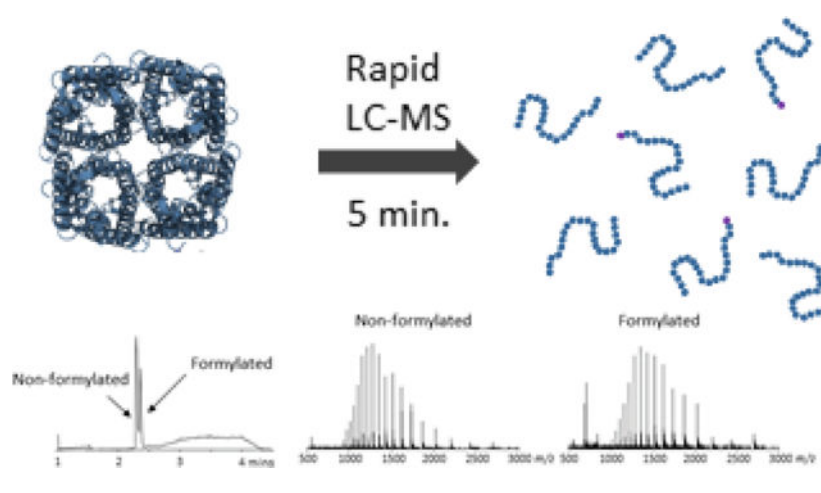 Rapid
LC-MS
5 min.
Non-formylated
Formylated
Non-formylated
Formylated
1 2 3 4 mins
500 1000 1500 2000 2500 3000 m/z
500 1000 1500 2000 2500 3000 m/z